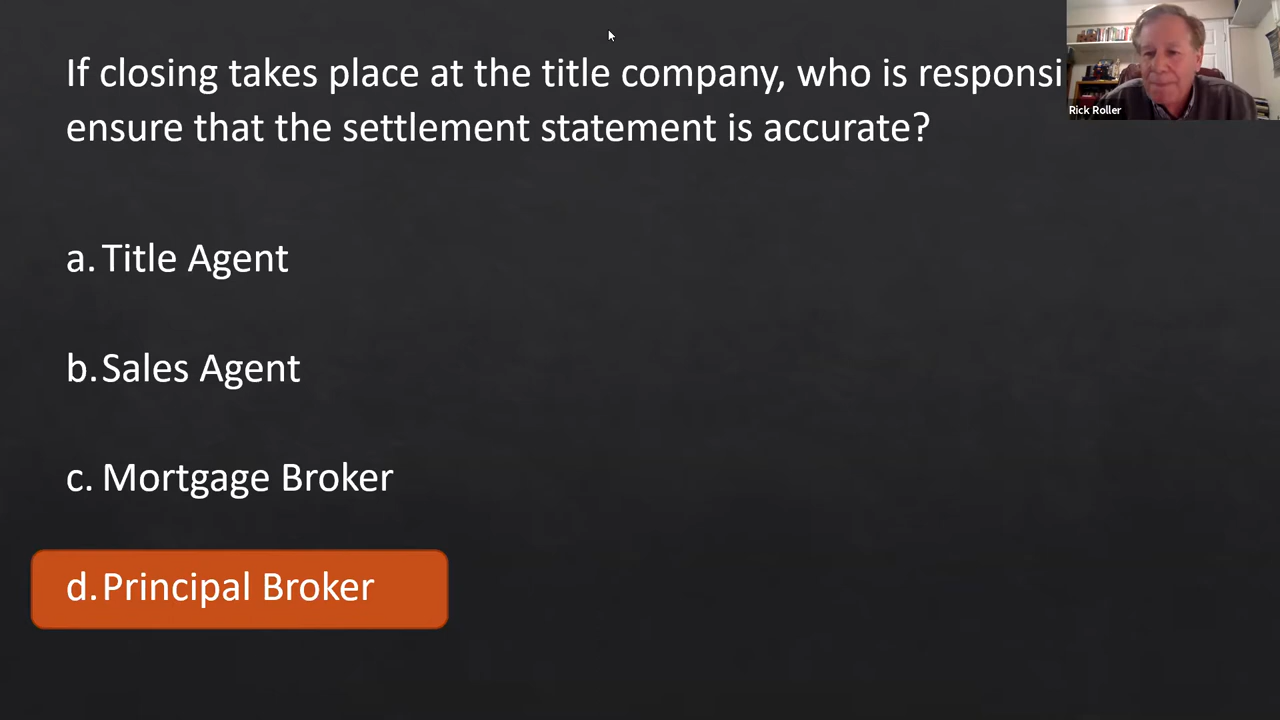 If closing takes place at the title company, who is responsi
ensure that the settlement statement is accurate?
Rick Roller
a. Title Agent
b. Sales Agent
c. Mortgage Broker
d. Principal Broker